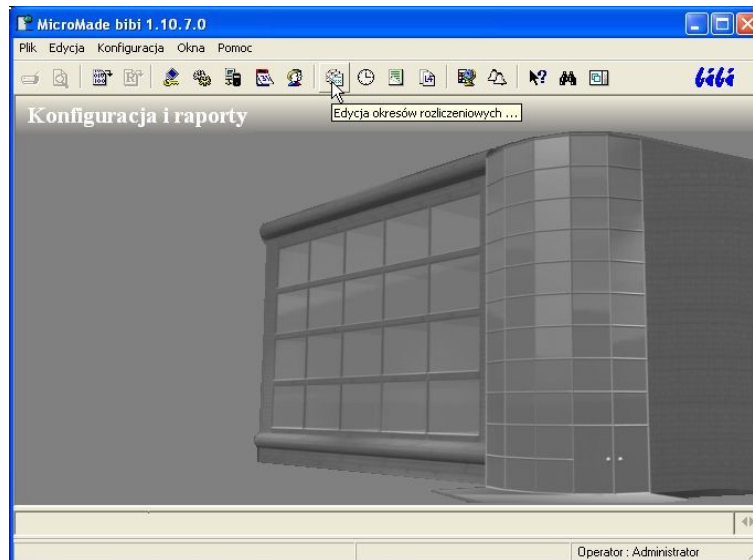 MicroMade bibi 1.10.7.0
Plik Edycja Konfiguracja Okna Pomoc
bibi
Konfiguracja i raporty
Edycja okresów rozliczeniowych ...
Operator : Administrator